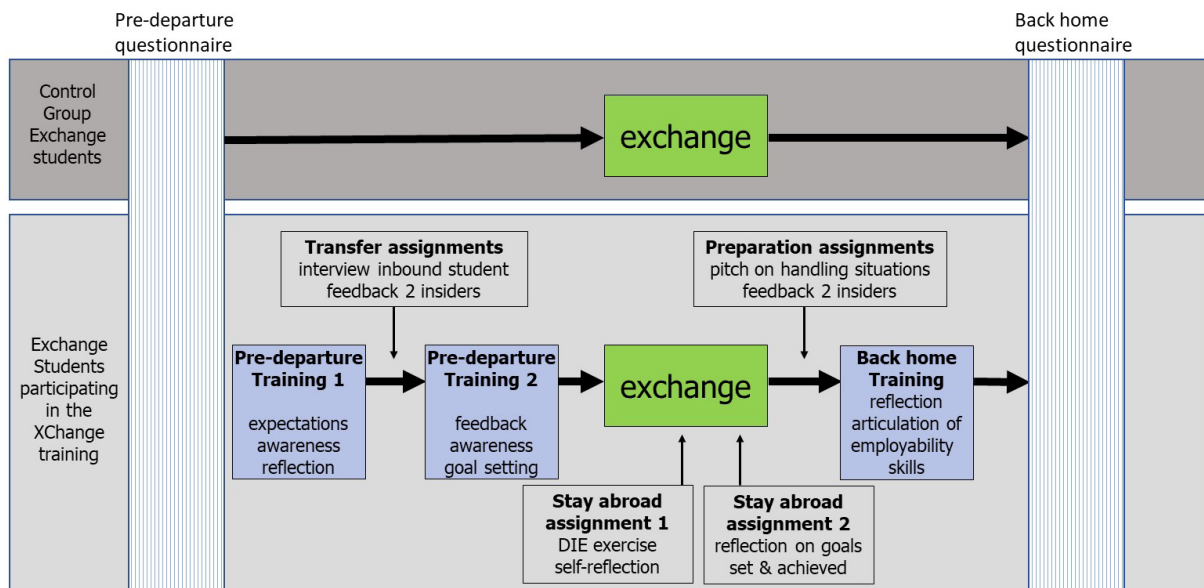 Pre-departure
questionnaire
Back home
questionnaire
Control
Group
Exchange
students
exchange
Transfer assignments
interview inbound student
feedback 2 insiders
Preparation assignments
pitch on handling situations
feedback 2 insiders
Exchange
Students
participating
in the
XChange
training
Pre-departure
Training 1
expectations
awareness
reflection
Pre-departure
Training 2
feedback
awareness
goal setting
exchange
Back home
Training
reflection
articulation of
employability
skills
Stay abroad
assignment 1
DIE exercise
self-reflection
Stay abroad
assignment 2
reflection on goals
set & achieved